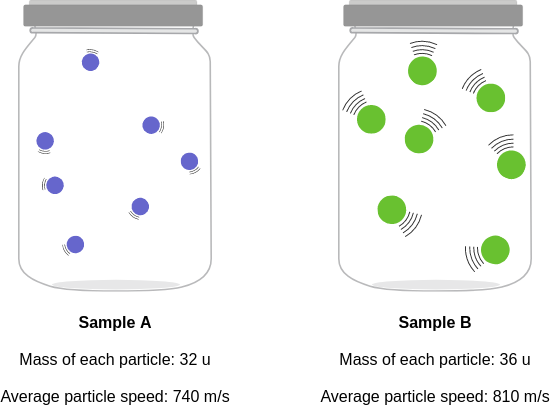 Sample A
Mass of each particle: 32 u
Average particle speed: 740 m/s
Sample B
Mass of each particle: 36 u
Average particle speed: 810 m/s